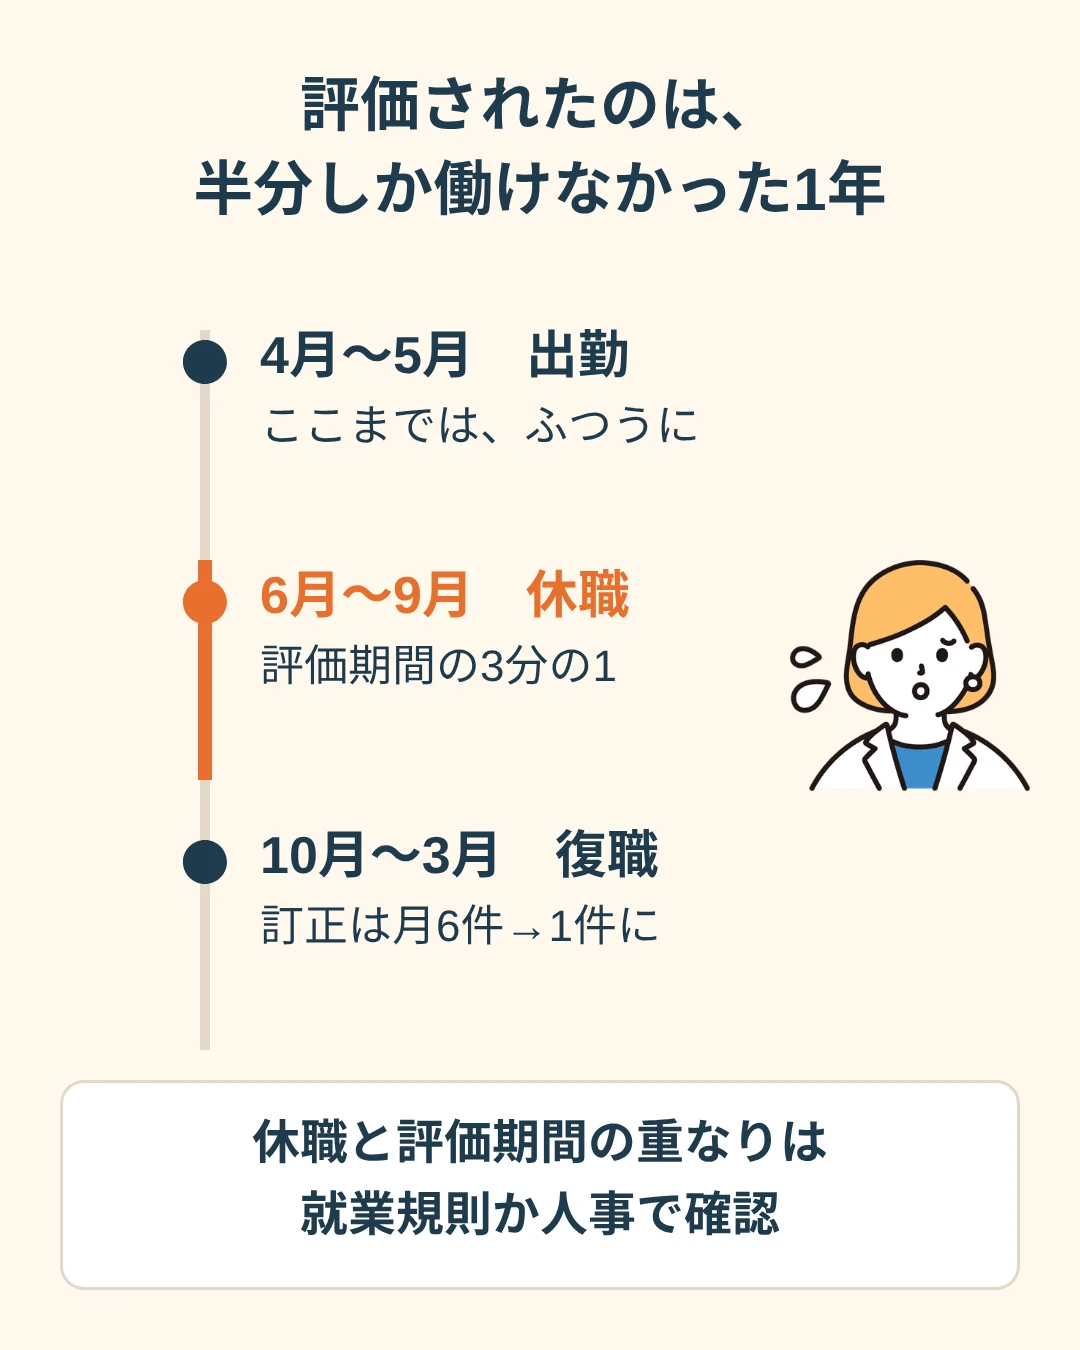 評価されたのは、
半分しか働けなかった1年
4月〜5月　出勤
ここまでは、ふつうに
6月〜9月　休職
評価期間の3分の1
10月〜3月　復職
訂正は月6件→1件に
休職と評価期間の重なりは
就業規則か人事で確認